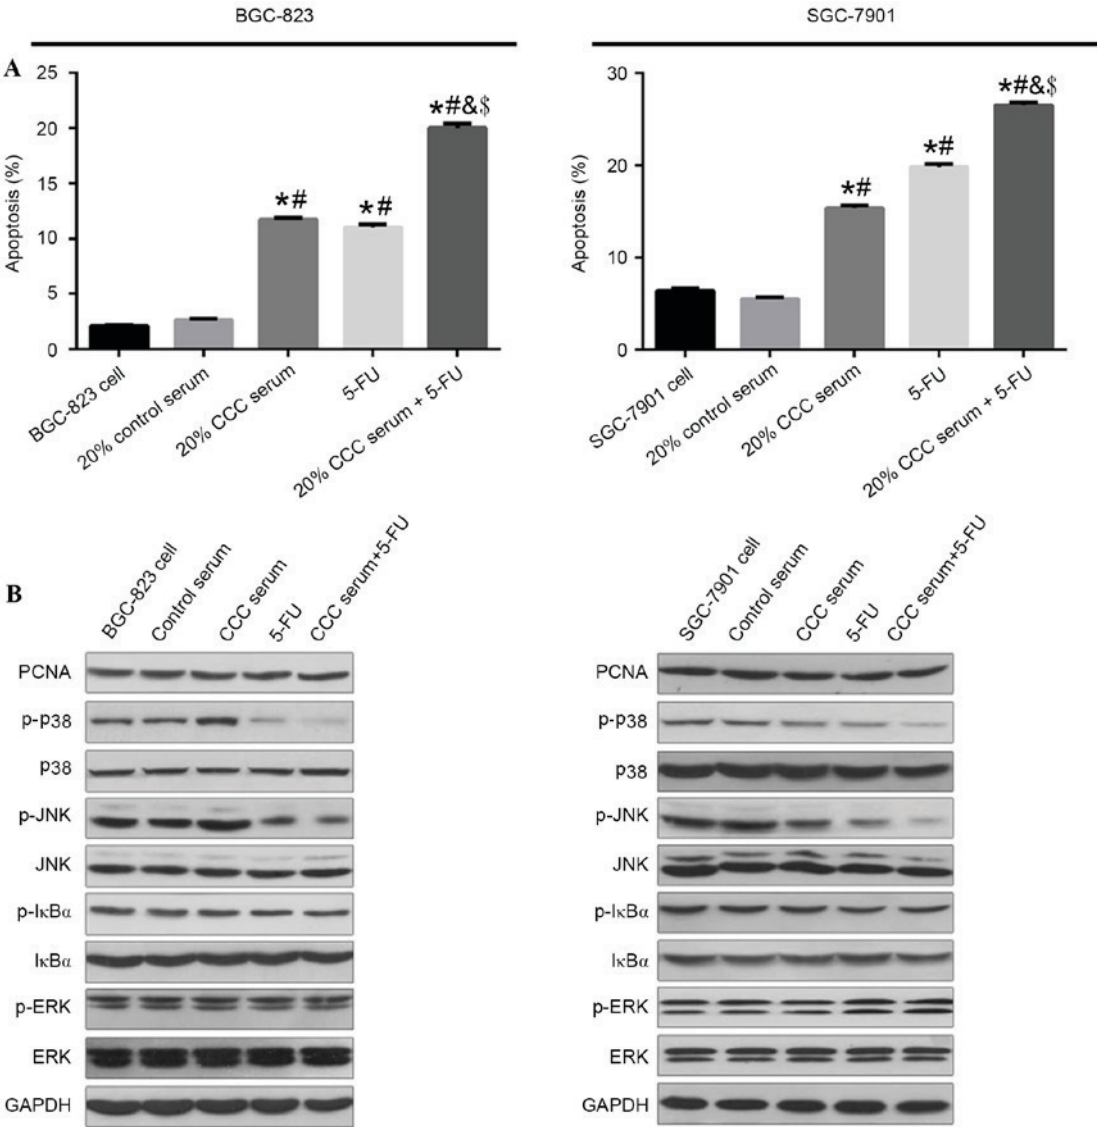 BGC-823
SGC-7901
A
25
20
15
10
5
0
Apoptosis (%)
*#
*#
*#&$
BGC-823 cell
20% control serum
20% CCC serum
5-FU
20% CCC serum + 5-FU
30
20
10
0
Apoptosis (%)
*#
*#
*#&$
SGC-7901 cell
20% control serum
20% CCC serum
5-FU
20% CCC serum + 5-FU
B
BGC-823 cell
Control serum
CCC serum
5-FU
CCC serum+5-FU
PCNA
p-p38
p38
p-JNK
JNK
p-IκBα
IκBα
p-ERK
ERK
GAPDH
SGC-7901 cell
Control serum
CCC serum
5-FU
CCC serum+5-FU
PCNA
p-p38
p38
p-JNK
JNK
p-IκBα
IκBα
p-ERK
ERK
GAPDH